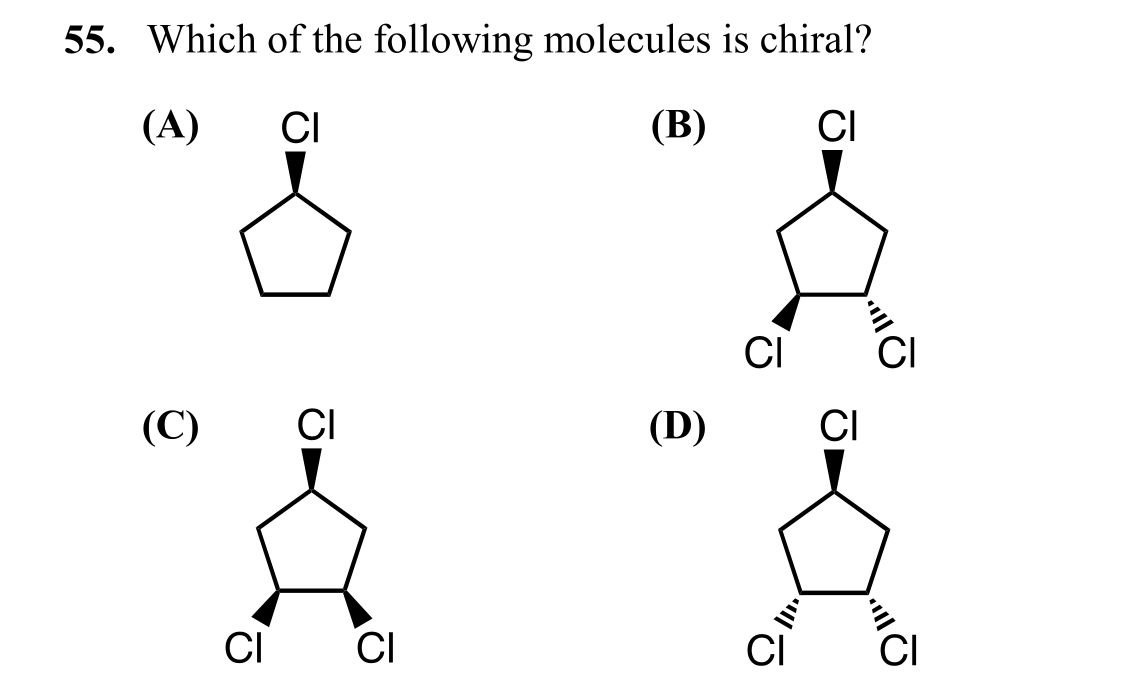 55. Which of the following molecules is chiral?
(A) Cl
(B) Cl
Cl Cl
(C) Cl
Cl Cl
(D) Cl
Cl Cl